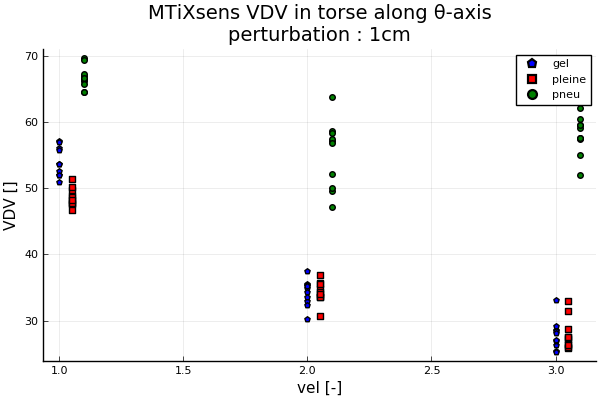 MTiXsens VDV in torse along θ-axis
perturbation : 1cm
gel
pleine
pneu
VDV []
70
60
50
40
30
1.0
1.5
2.0
2.5
3.0
vel [-]